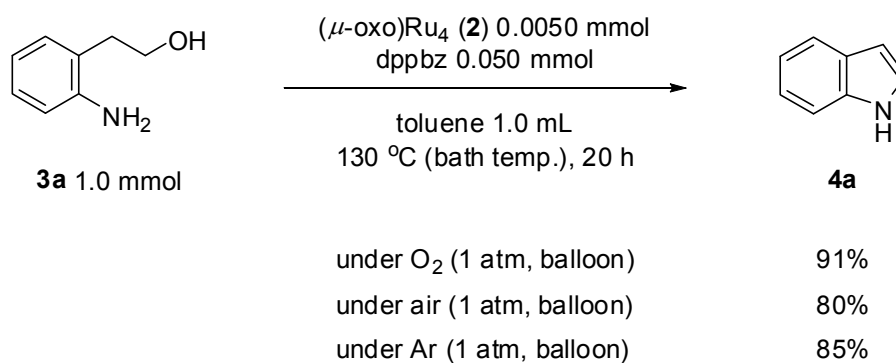 OH
NH₂
3a 1.0 mmol
(μ-oxo)Ru₄ (2) 0.0050 mmol
dppbz 0.050 mmol
toluene 1.0 mL
130 °C (bath temp.), 20 h
N
H
4a
under O₂ (1 atm, balloon) 91%
under air (1 atm, balloon) 80%
under Ar (1 atm, balloon) 85%